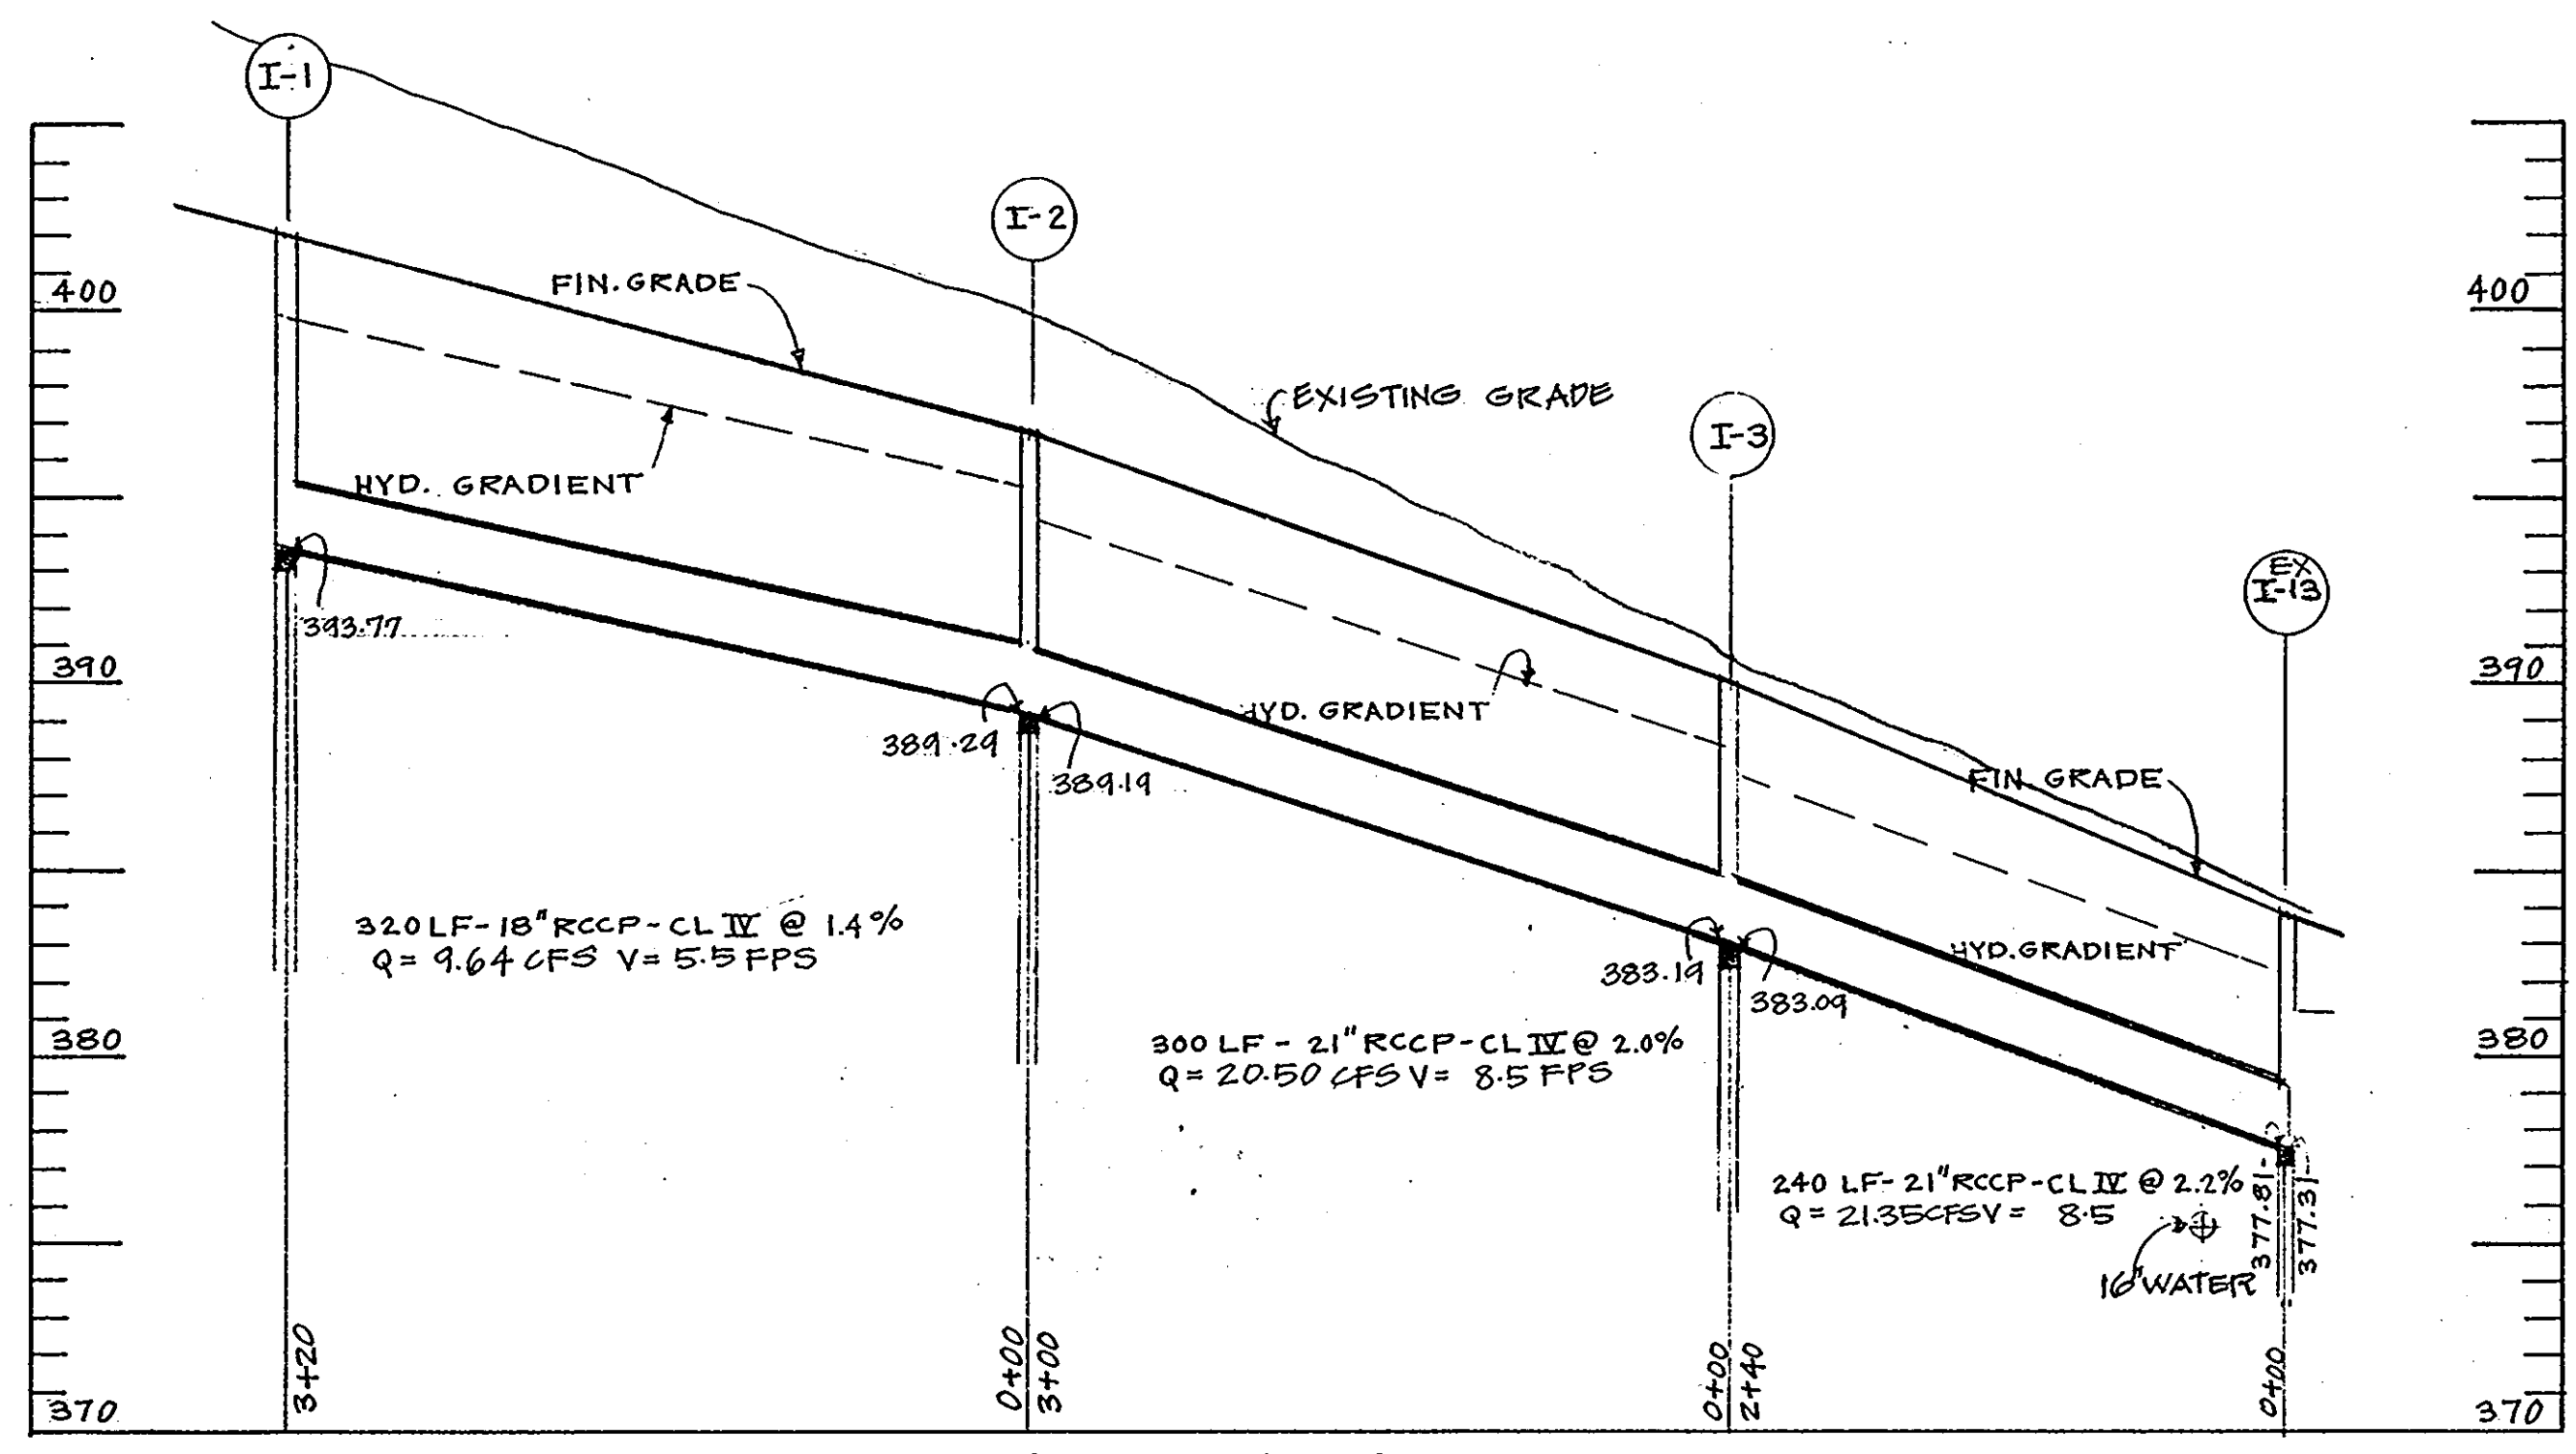 I-1
I-2
FIN. GRADE
400
400
EXISTING GRADE
I-3
HYD. GRADIENT
EX
I-13
393.77
390
390
HYD. GRADIENT
389.29
389.19
FIN GRADE
320 LF - 18" RCCP - CL IV @ 1.4%
Q = 9.64 CFS V = 5.5 FPS
HYD. GRADIENT
383.19
383.09
380
380
300 LF - 21" RCCP - CL IV @ 2.0%
Q = 20.50 CFS V = 8.5 FPS
240 LF - 21" RCCP - CL IV @ 2.2%
Q = 21.35 CFS V = 8.5
377.81
377.31
16" WATER
3+20
0+00
3+00
0+00
2+40
0+00
370
370